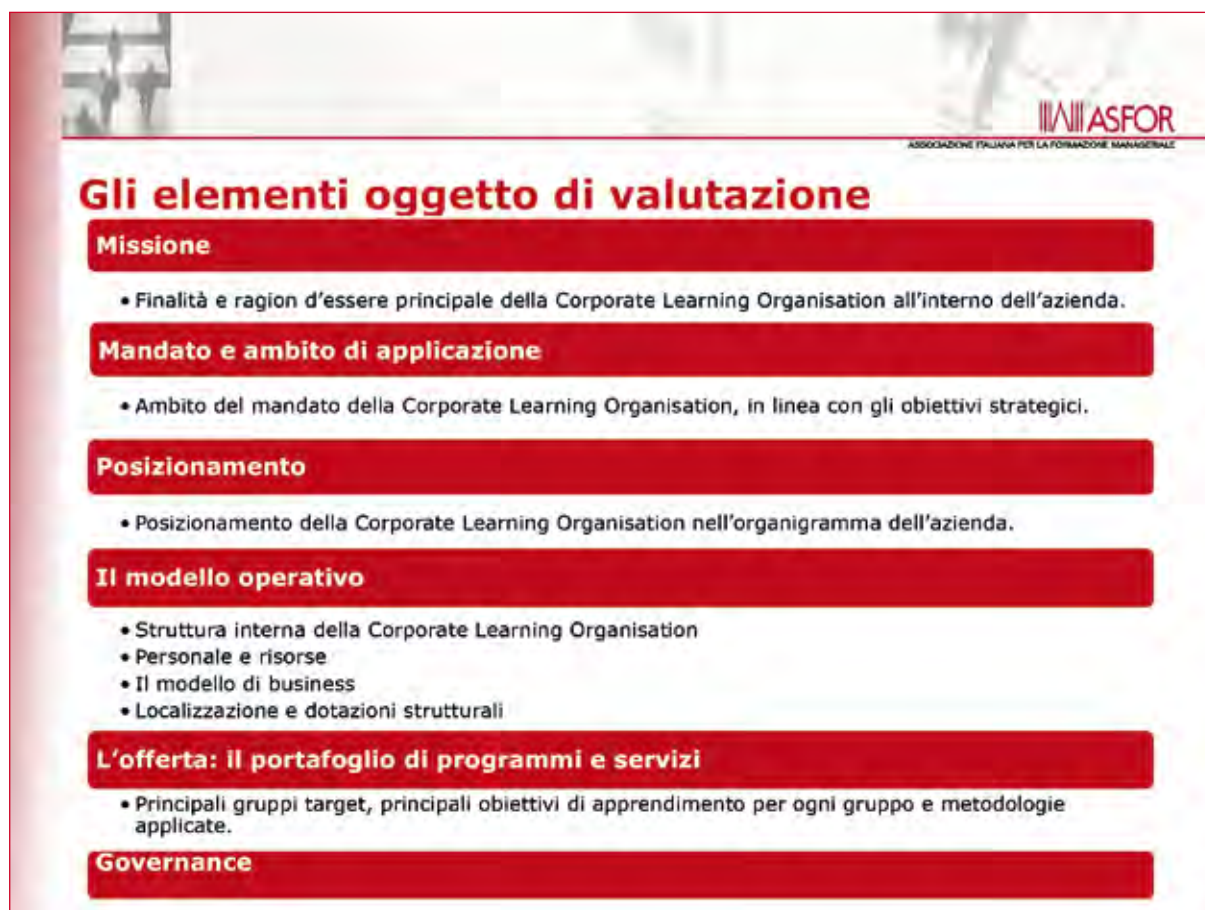 ASFOR
ASSOCIAZIONE ITALIANA PER LA FORMAZIONE MANAGERIALE
Gli elementi oggetto di valutazione
Missione
• Finalità e ragion d'essere principale della Corporate Learning Organisation all'interno dell'azienda.
Mandato e ambito di applicazione
• Ambito del mandato della Corporate Learning Organisation, in linea con gli obiettivi strategici.
Posizionamento
• Posizionamento della Corporate Learning Organisation nell'organigramma dell'azienda.
Il modello operativo
• Struttura interna della Corporate Learning Organisation
• Personale e risorse
• Il modello di business
• Localizzazione e dotazioni strutturali
L'offerta: il portafoglio di programmi e servizi
• Principali gruppi target, principali obiettivi di apprendimento per ogni gruppo e metodologie
applicate.
Governance